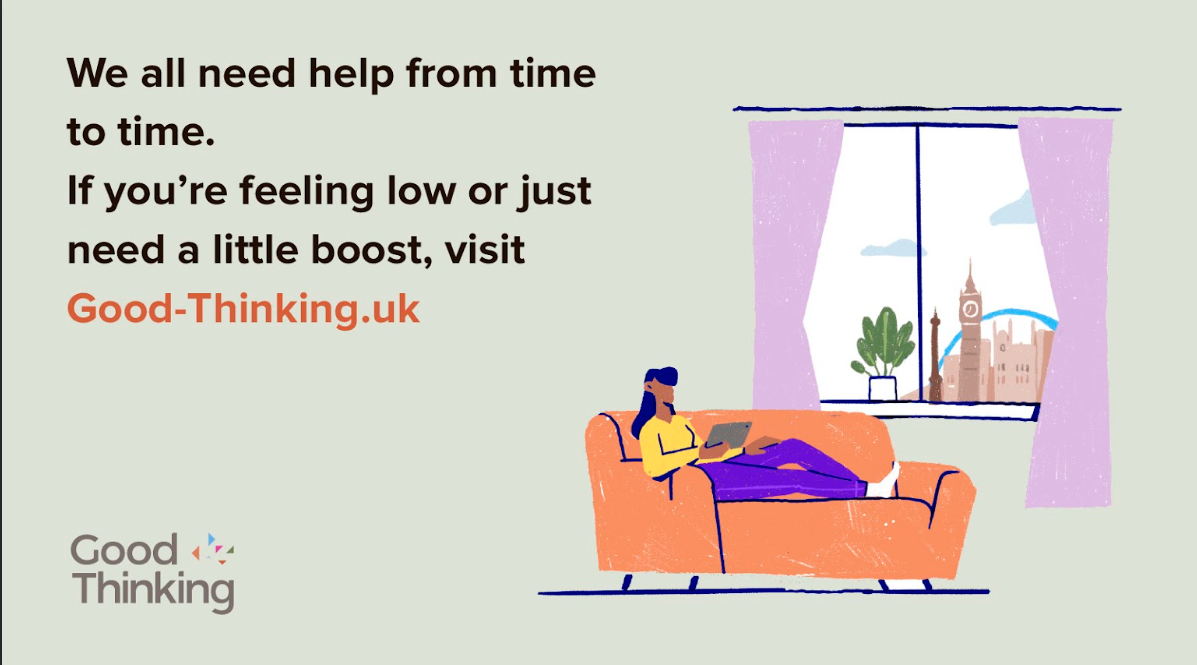 We all need help from time
to time.
If you’re feeling low or just
need a little boost, visit
Good-Thinking.uk
Good
Thinking